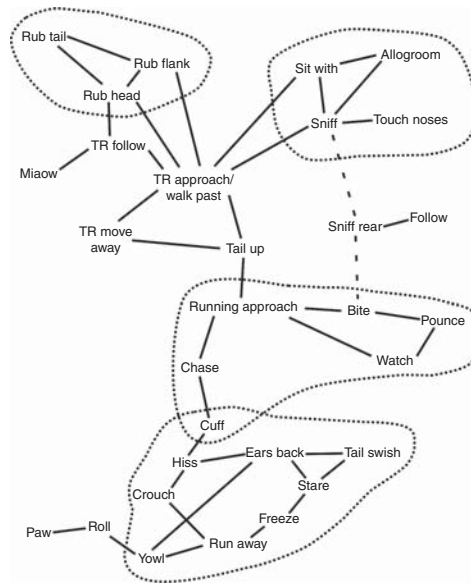 Rub tail
Rub flank
Rub head
Sit with
Allogroom
Sniff
Touch noses
TR follow
Miaow
TR approach/
walk past
TR move
away
Tail up
Sniff rear
Follow
Running approach
Bite
Pounce
Watch
Chase
Cuff
Hiss
Ears back
Tail swish
Crouch
Stare
Freeze
Paw
Roll
Yowl
Run away